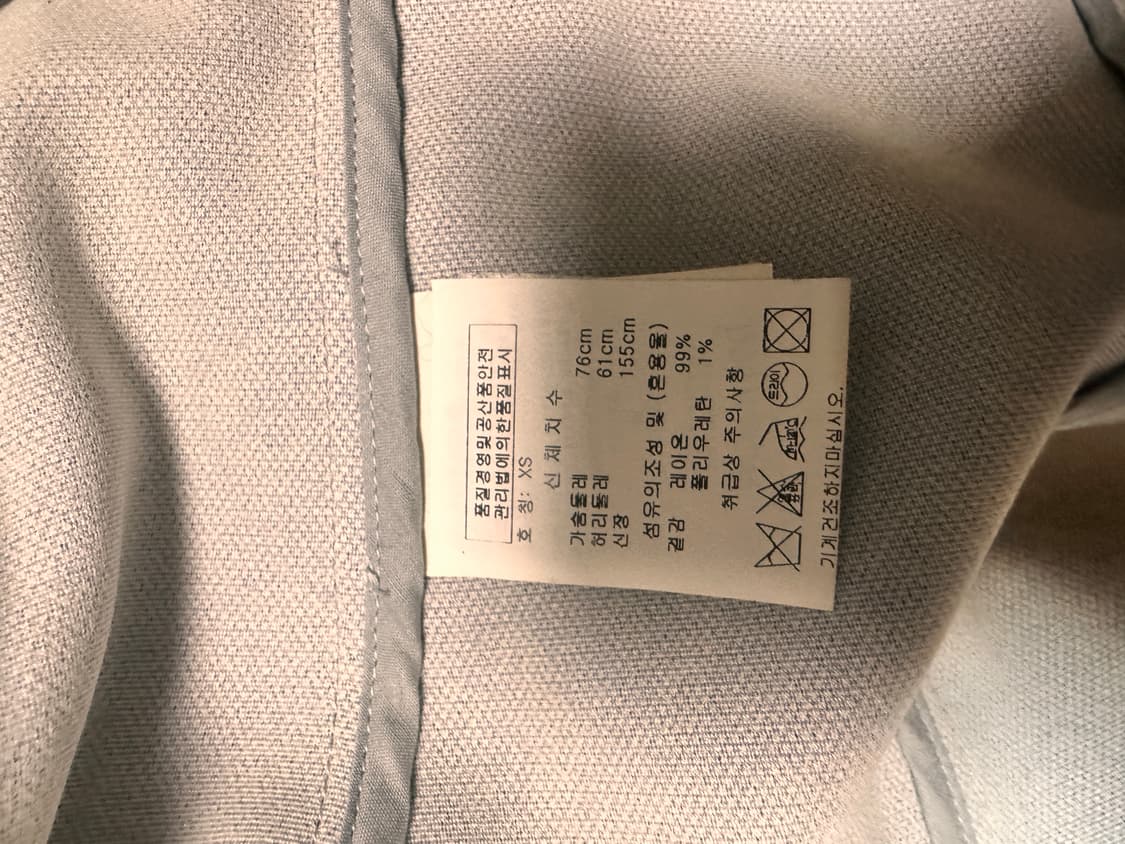 품질경영및공산품안전
관리법에의한품질표시
호 칭: XS
신 체 치 수
가슴둘레 76cm
허리둘레 61cm
신장 155cm
섬유의조성 및 (혼용율)
겉감 레이온 99%
폴리우레탄 1%
취급상 주의사항
드라이
기계건조하지마십시오.